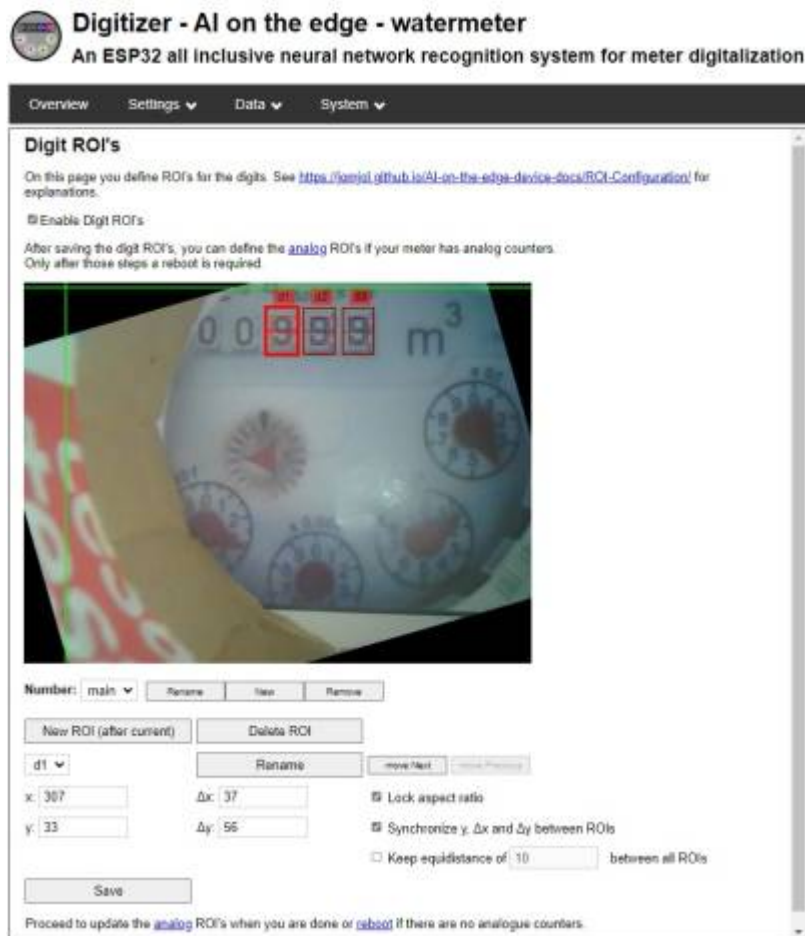 Digitizer - AI on the edge - watermeter
An ESP32 all inclusive neural network recognition system for meter digitalization
Overview Settings Data System
Digit ROI's
On this page you define ROI's for the digits. See https://jomjol.github.io/AI-on-the-edge-device-docs/ROI-Configuration/ for
explanations.
Enable Digit ROI's
After saving the digit ROI's, you can define the analog ROI's if your meter has analog counters.
Only after those steps a reboot is required
d1 d2 d3
0 0 9 9 9 m³
Number: main Rename New Remove
New ROI (after current) Delete ROI
d1 Rename move Next move Previous
x: 307 Δx: 37 Lock aspect ratio
y: 33 Δy: 56 Synchronize y, Δx and Δy between ROIs
Keep equidistance of 10 between all ROIs
Save
Proceed to update the analog ROI's when you are done or reboot if there are no analogue counters.